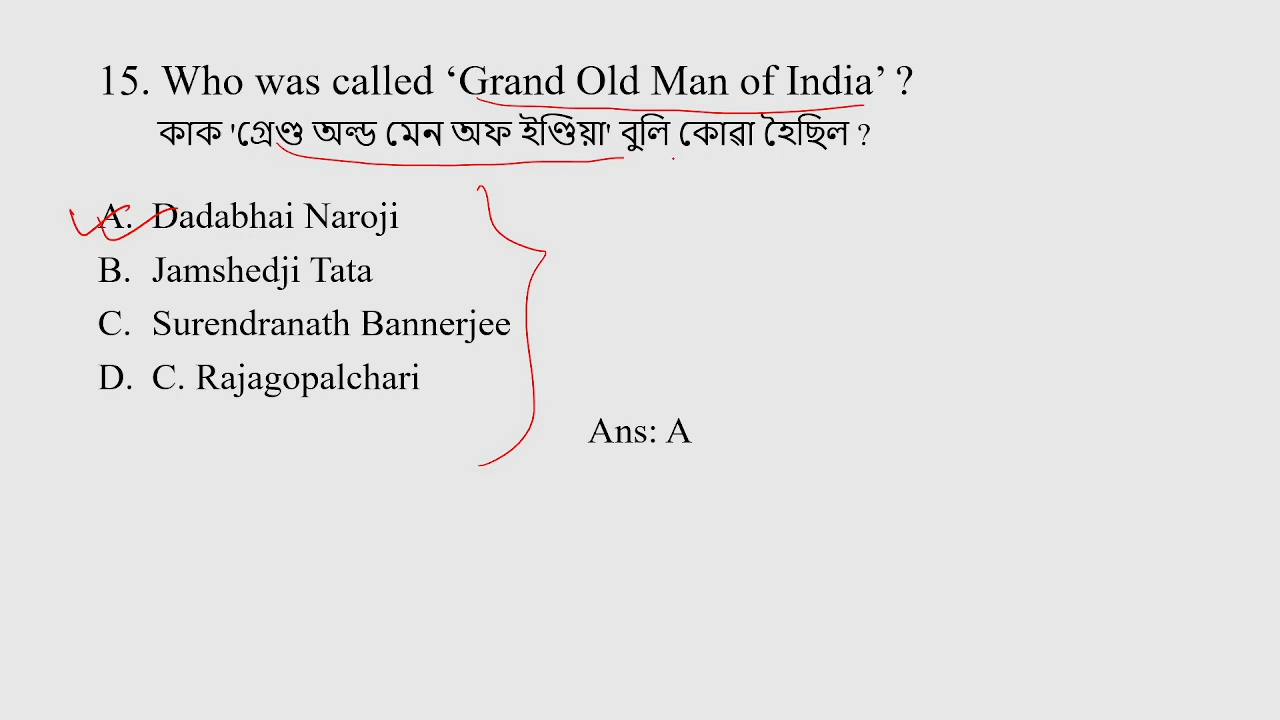 15. Who was called ‘Grand Old Man of India’ ?
কাক 'গ্ৰেণ্ড অল্ড মেন অফ ইণ্ডিয়া' বুলি কোৱা হৈছিল ?
A. Dadabhai Naroji
B. Jamshedji Tata
C. Surendranath Bannerjee
D. C. Rajagopalchari
Ans: A